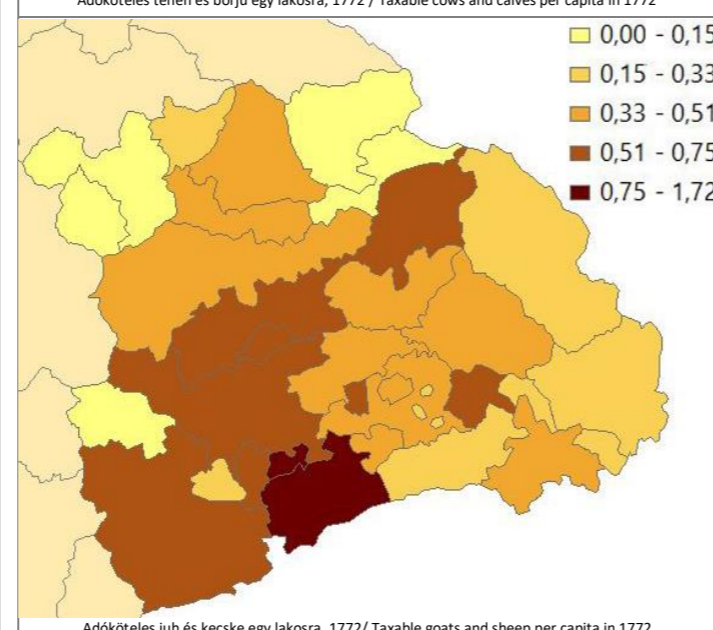 Adóköteles tehén és borjú egy lakosra, 1772 / Taxable cows and calves per capita in 1772
0,00 - 0,15
0,15 - 0,33
0,33 - 0,51
0,51 - 0,75
0,75 - 1,72
Adóköteles juh és kecske egy lakosra, 1772/ Taxable goats and sheep per capita in 1772